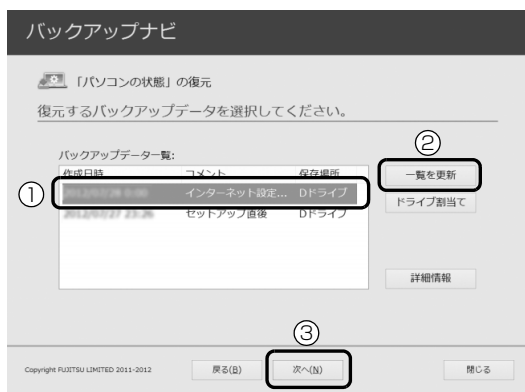 バックアップナビ
「パソコンの状態」の復元
復元するバックアップデータを選択してください。
②
バックアップデータ一覧:
作成日時 コメント 保存場所
一覧を更新
① インターネット設定... Dドライブ
セットアップ直後 Dドライブ
ドライブ割当て
詳細情報
③
Copyright FUJITSU LIMITED 2011-2012
戻る(B)
次へ(N)
閉じる